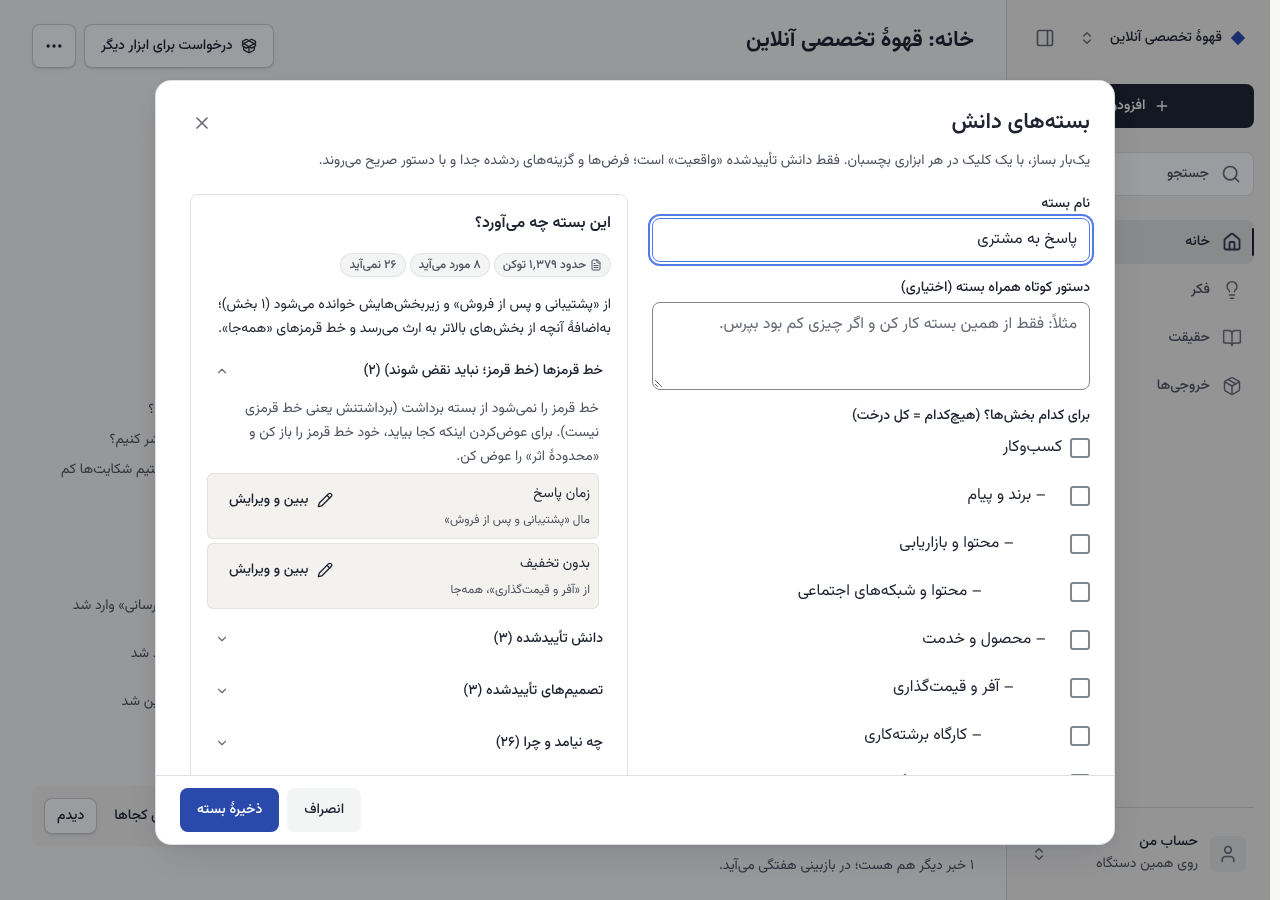 قهوهٔ تخصصی آنلاین
خانه: قهوهٔ تخصصی آنلاین
درخواست برای ابزار دیگر
جستجو
خانه
فکر
حقیقت
خروجی‌ها
حساب من
روی همین دستگاه
بسته‌های دانش
یک‌بار بساز، با یک کلیک در هر ابزاری بچسبان. فقط دانش تأییدشده «واقعیت» است؛ فرض‌ها و گزینه‌های ردشده جدا و با دستور صریح می‌روند.
نام بسته
پاسخ به مشتری
دستور کوتاه همراه بسته (اختیاری)
مثلاً: فقط از همین بسته کار کن و اگر چیزی کم بود بپرس.
برای کدام بخش‌ها؟ (هیچ‌کدام = کل درخت)
کسب‌وکار
– برند و پیام
– محتوا و بازاریابی
– محتوا و شبکه‌های اجتماعی
– محصول و خدمت
– آفر و قیمت‌گذاری
– کارگاه برشته‌کاری
این بسته چه می‌آورد؟
حدود ۱,۳۷۹ توکن
۸ مورد می‌آید
۲۶ نمی‌آید
از «پشتیبانی و پس از فروش» و زیربخش‌هایش خوانده می‌شود (۱ بخش)؛
به‌اضافهٔ آنچه از بخش‌های بالاتر به ارث می‌رسد و خط قرمزهای «همه‌جا».
خط قرمزها (خط قرمز؛ نباید نقض شوند) (۲)
خط قرمز را نمی‌شود از بسته برداشت (برداشتنش یعنی خط قرمزی
نیست). برای عوض‌کردن اینکه کجا بیاید، خود خط قرمز را باز کن و
«محدودهٔ اثر» را عوض کن.
زمان پاسخ
مال «پشتیبانی و پس از فروش»
ببین و ویرایش
بدون تخفیف
از «آفر و قیمت‌گذاری»، همه‌جا
ببین و ویرایش
دانش تأییدشده (۳)
تصمیم‌های تأییدشده (۳)
چه نیامد و چرا (۲۶)
انصراف
ذخیرهٔ بسته
کنیم؟
شکایت‌ها کم
وارد شد
شد
شد
کجاها
دیدم
۱ خبر دیگر هم هست؛ در بازبینی هفتگی می‌آید.